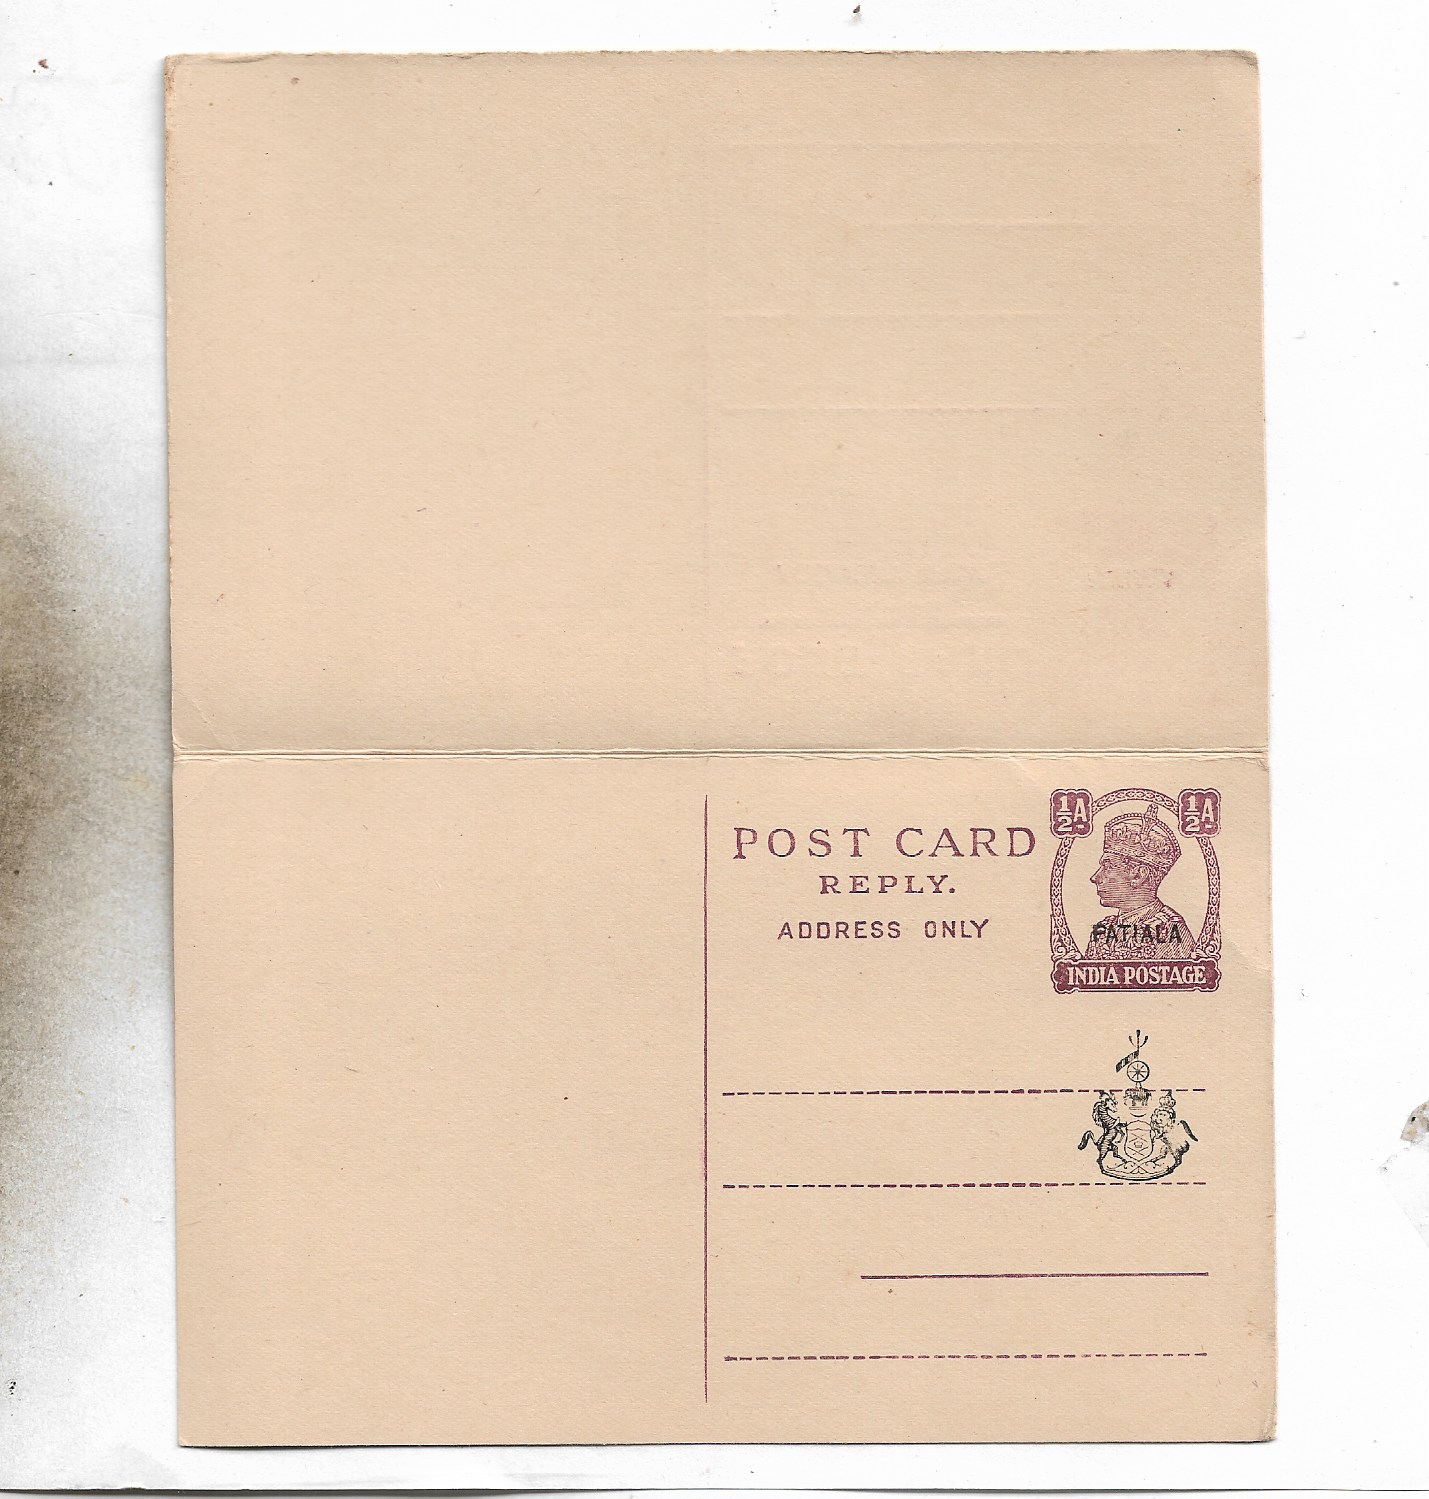 POST CARD
REPLY.
ADDRESS ONLY
½A ½A
PATIALA
INDIA POSTAGE